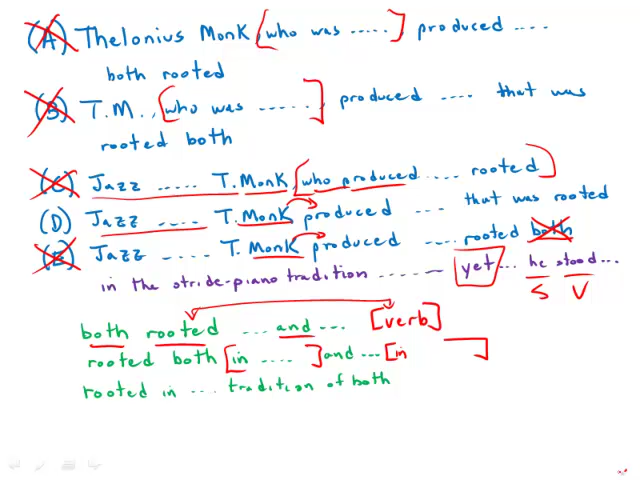 (A) Thelonius Monk, [who was .....] produced ....
both rooted
(B) T.M., [who was ......] produced .... that was
rooted both
(C) Jazz ..... T. Monk, [who produced .... rooted]
(D) Jazz ..... T. Monk produced ... that was rooted
(E) Jazz .... T. Monk produced .... rooted both
in the stride-piano tradition ..... ~ yet ... he stood ...
S V
both rooted ... and ... [verb]
rooted both [in ....] and ... [in ]
rooted in .... tradition of both